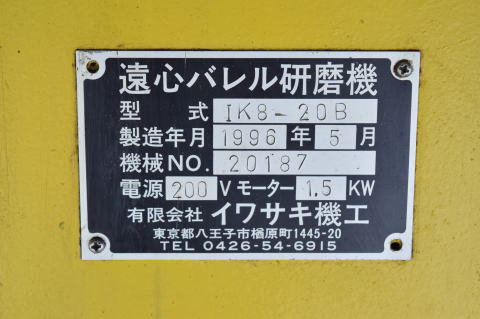 遠心バレル研磨機
型 式 IK8-20B
製造年月 1996 年 5 月
機械NO. 20187
電源 200 V モーター 1.5 KW
有限会社 イワサキ機工
東京都八王子市楢原町1445-20
TEL 0426-54-6915